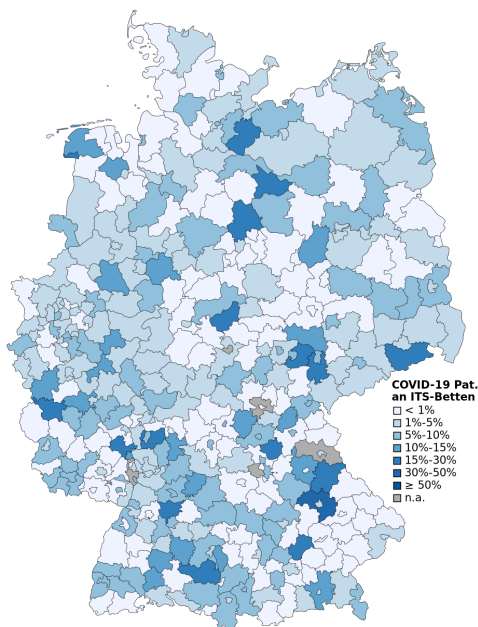 COVID-19 Pat.
an ITS-Betten
< 1%
1%-5%
5%-10%
10%-15%
15%-30%
30%-50%
≥ 50%
n.a.